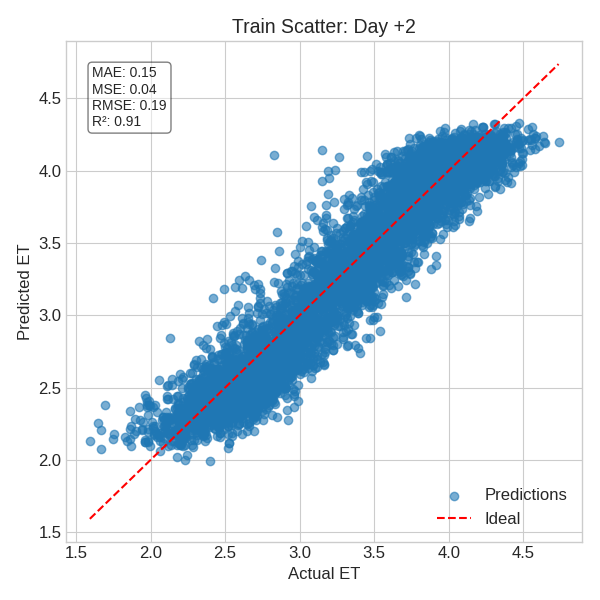 Train Scatter: Day +2
MAE: 0.15
MSE: 0.04
RMSE: 0.19
R²: 0.91
4.5
4.0
3.5
3.0
2.5
2.0
1.5
Predicted ET
Predictions
Ideal
1.5 2.0 2.5 3.0 3.5 4.0 4.5
Actual ET